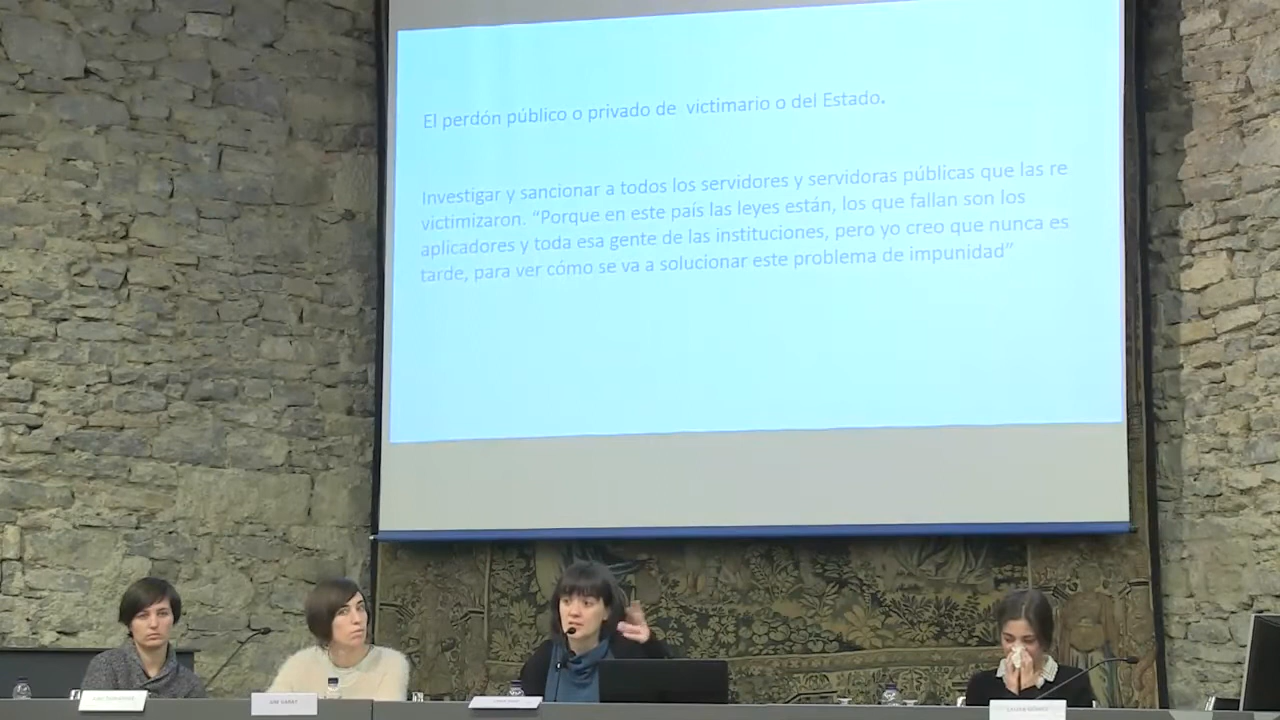 El perdón público o privado de victimario o del Estado.
Investigar y sancionar a todos los servidores y servidoras públicas que las re
victimizaron. “Porque en este país las leyes están, los que fallan son los
aplicadores y toda esa gente de las instituciones, pero yo creo que nunca es
tarde, para ver cómo se va a solucionar este problema de impunidad”